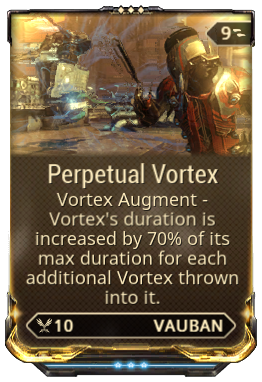 9
Perpetual Vortex
Vortex Augment -
Vortex's duration is
increased by 70% of its
max duration for each
additional Vortex thrown
into it.
10 VAUBAN